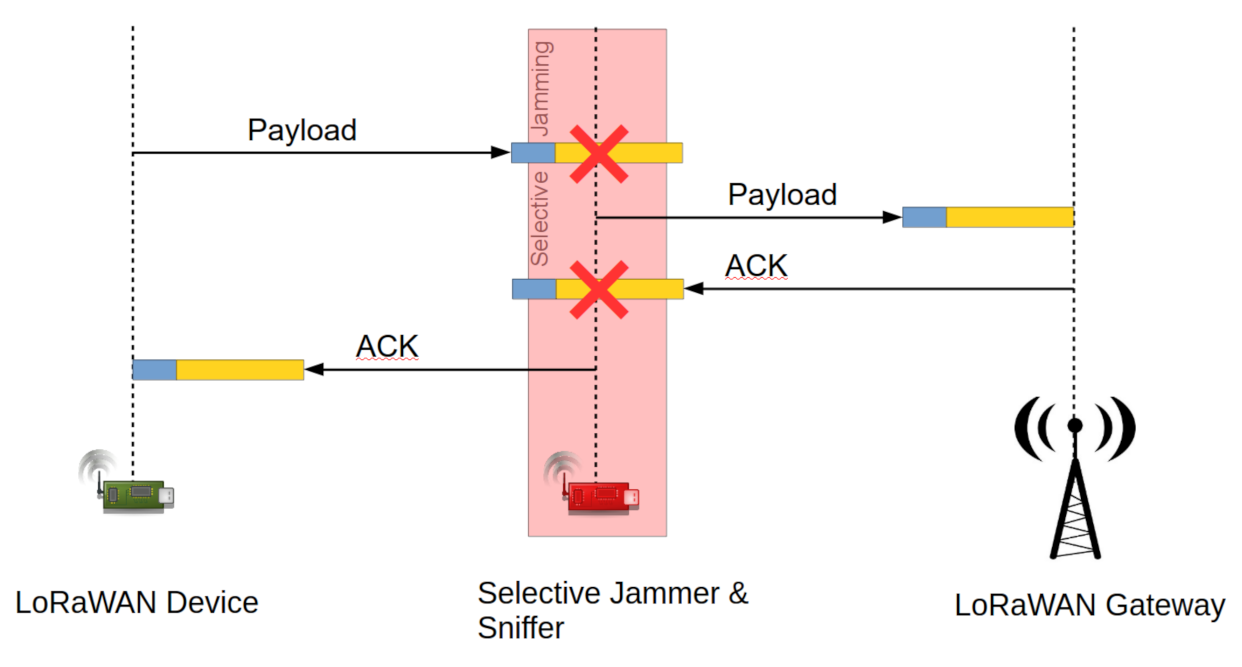 Payload
Selective Jamming
Payload
ACK
ACK
LoRaWAN Device
Selective Jammer &
Sniffer
LoRaWAN Gateway